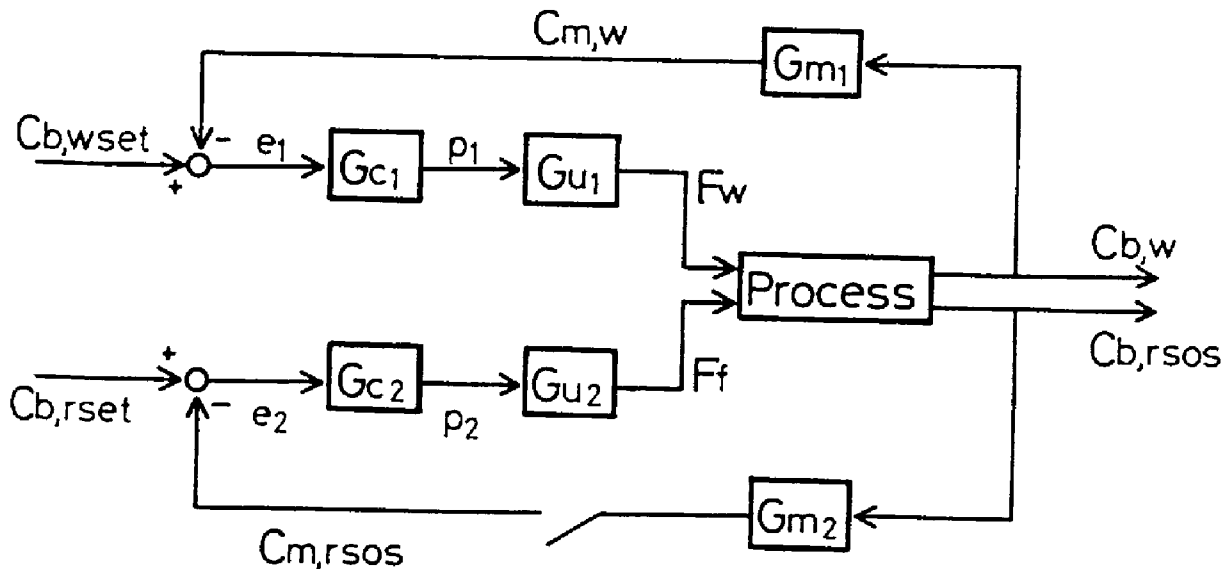 Cm,w
Gm1
Cb,wset
-
+
e1
Gc1
p1
Gu1
Fw
Process
Cb,w
Cb,rsos
Cb,rset
+
-
e2
Gc2
p2
Gu2
Ff
Cm,rsos
Gm2